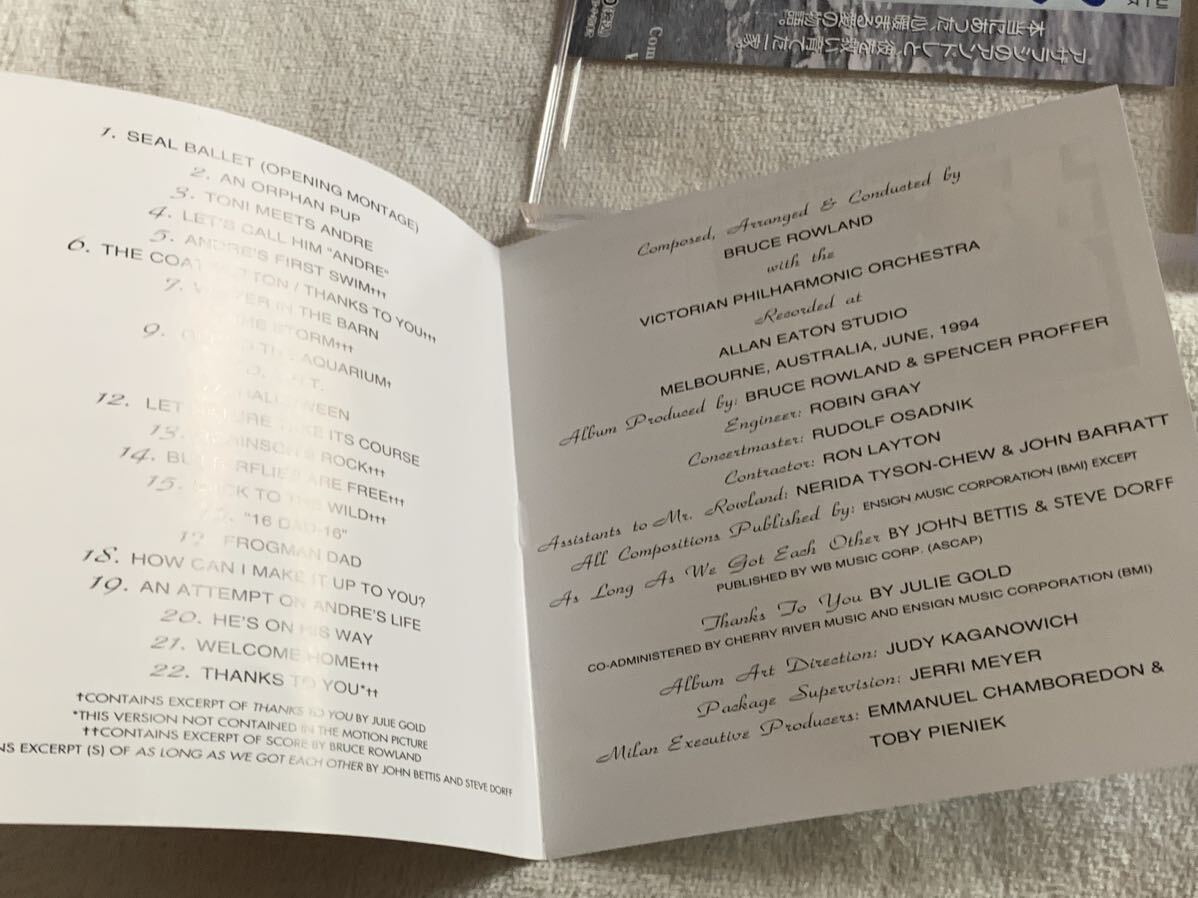 1. SEAL BALLET (OPENING MONTAGE)
2. AN ORPHAN PUP
3. TONI MEETS ANDRE
4. LET'S CALL HIM "ANDRE"
5. ANDRE'S FIRST SWIM†††
6. THE COAT / THANKS TO YOU†††
7. IN THE BARN
STORM†††
9. AQUARIUM†
12. LET NATURE TAKE ITS COURSE
13. ROCK†††
14. BUTTERFLIES ARE FREE†††
15. BACK TO THE WILD†††
"16 DAD-16"
17. FROGMAN DAD
18. HOW CAN I MAKE IT UP TO YOU?
19. AN ATTEMPT ON ANDRE'S LIFE
20. HE'S ON HIS WAY
21. WELCOME HOME†††
22. THANKS TO YOU*††
†CONTAINS EXCERPT OF THANKS TO YOU BY JULIE GOLD
*THIS VERSION NOT CONTAINED IN THE MOTION PICTURE
††CONTAINS EXCERPT OF SCORE BY BRUCE ROWLAND
EXCERPT (S) OF AS LONG AS WE GOT EACH OTHER BY JOHN BETTIS AND STEVE DORFF
Composed, Arranged & Conducted by
BRUCE ROWLAND
with the
VICTORIAN PHILHARMONIC ORCHESTRA
Recorded at
ALLAN EATON STUDIO
MELBOURNE, AUSTRALIA, JUNE, 1994
Album Produced by: BRUCE ROWLAND & SPENCER PROFFER
Engineer: ROBIN GRAY
Concertmaster: RUDOLF OSADNIK
Contractor: RON LAYTON
Assistants to Mr. Rowland: NERIDA TYSON-CHEW & JOHN BARRATT
All Compositions Published by: ENSIGN MUSIC CORPORATION (BMI) EXCEPT
As Long As We Got Each Other BY JOHN BETTIS & STEVE DORFF
PUBLISHED BY WB MUSIC CORP. (ASCAP)
Thanks To You BY JULIE GOLD
CO-ADMINISTERED BY CHERRY RIVER MUSIC AND ENSIGN MUSIC CORPORATION (BMI)
Album Art Direction: JUDY KAGANOWICH
Package Supervision: JERRI MEYER
Milan Executive Producers: EMMANUEL CHAMBOREDON &
TOBY PIENIEK